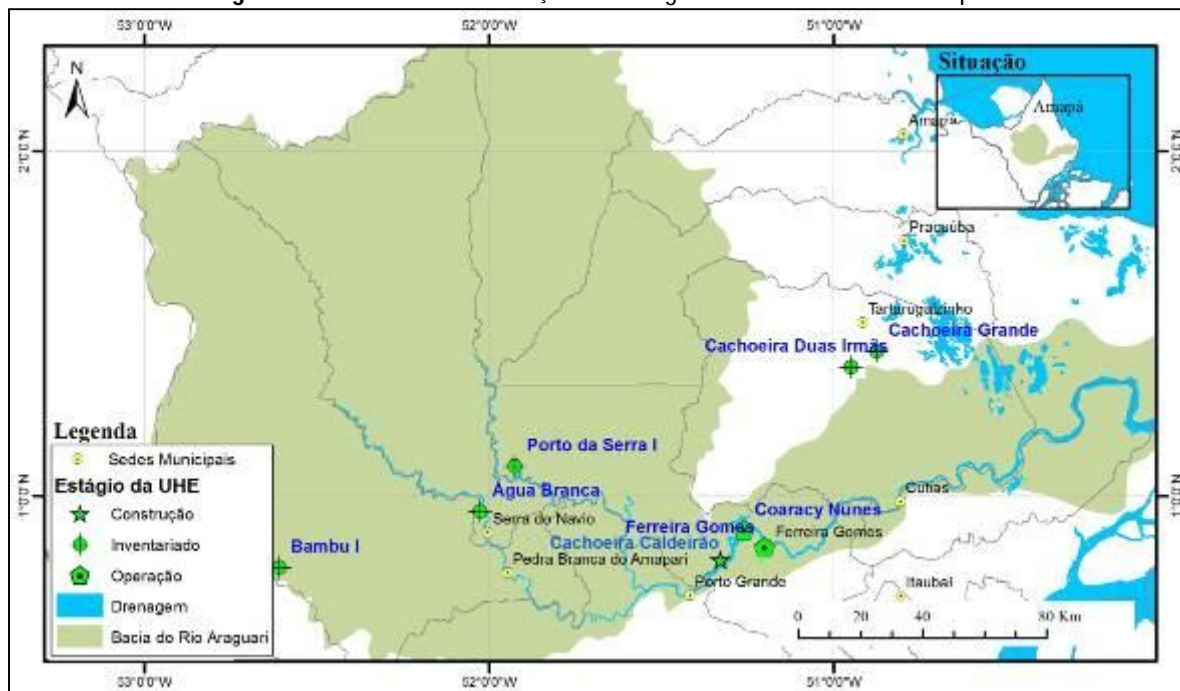 53°0'0"W 52°0'0"W 51°0'0"W
N
Situação
Amapá
Amapá
2°0'0"N
2°0'0"N
Pracuúba
Tartarugalzinho
Cachoeira Grande
Cachoeira Duas Irmãs
Porto da Serra I
Água Branca
Serra do Navio
1°0'0"N
1°0'0"N
Cutias
Coaracy Nunes
Ferreira Gomes
Ferreira Gomes
Cachoeira Caldeirão
Bambu I
Pedra Branca do Amapari
Porto Grande
Itaubal
Legenda
Sedes Municipais
Estágio da UHE
Construção
Inventariado
Operação
Drenagem
Bacia do Rio Araguari
0 20 40 80 Km
53°0'0"W 52°0'0"W 51°0'0"W